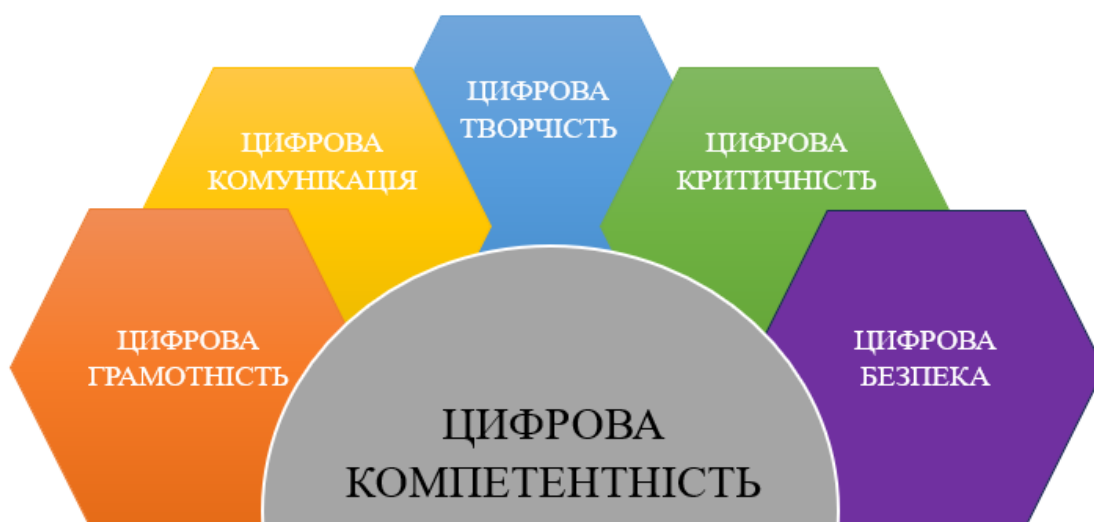 ЦИФРОВА
ТВОРЧІСТЬ
ЦИФРОВА
КОМУНІКАЦІЯ
ЦИФРОВА
КРИТИЧНІСТЬ
ЦИФРОВА
ГРАМОТНІСТЬ
ЦИФРОВА
БЕЗПЕКА
ЦИФРОВА
КОМПЕТЕНТНІСТЬ